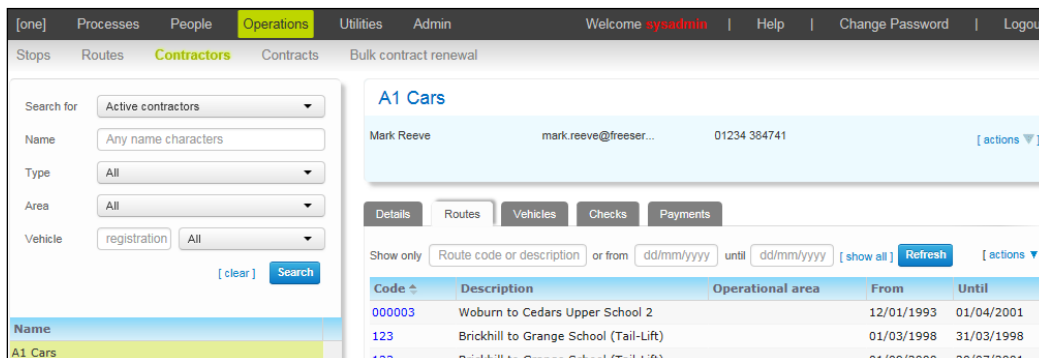 [one] Processes People Operations Utilities Admin Welcome sysadmin | Help | Change Password | Logou
Stops Routes Contractors Contracts Bulk contract renewal
Search for Active contractors
Name Any name characters
Type All
Area All
Vehicle registration All
[ clear ] Search
Name
A1 Cars
A1 Cars
Mark Reeve mark.reeve@freeser... 01234 384741 [ actions ▼ ]
Details Routes Vehicles Checks Payments
Show only Route code or description or from dd/mm/yyyy until dd/mm/yyyy [ show all ] Refresh [ actions ▼
Code Description Operational area From Until
000003 Woburn to Cedars Upper School 2 12/01/1993 01/04/2001
123 Brickhill to Grange School (Tail-Lift) 01/03/1998 31/03/1998